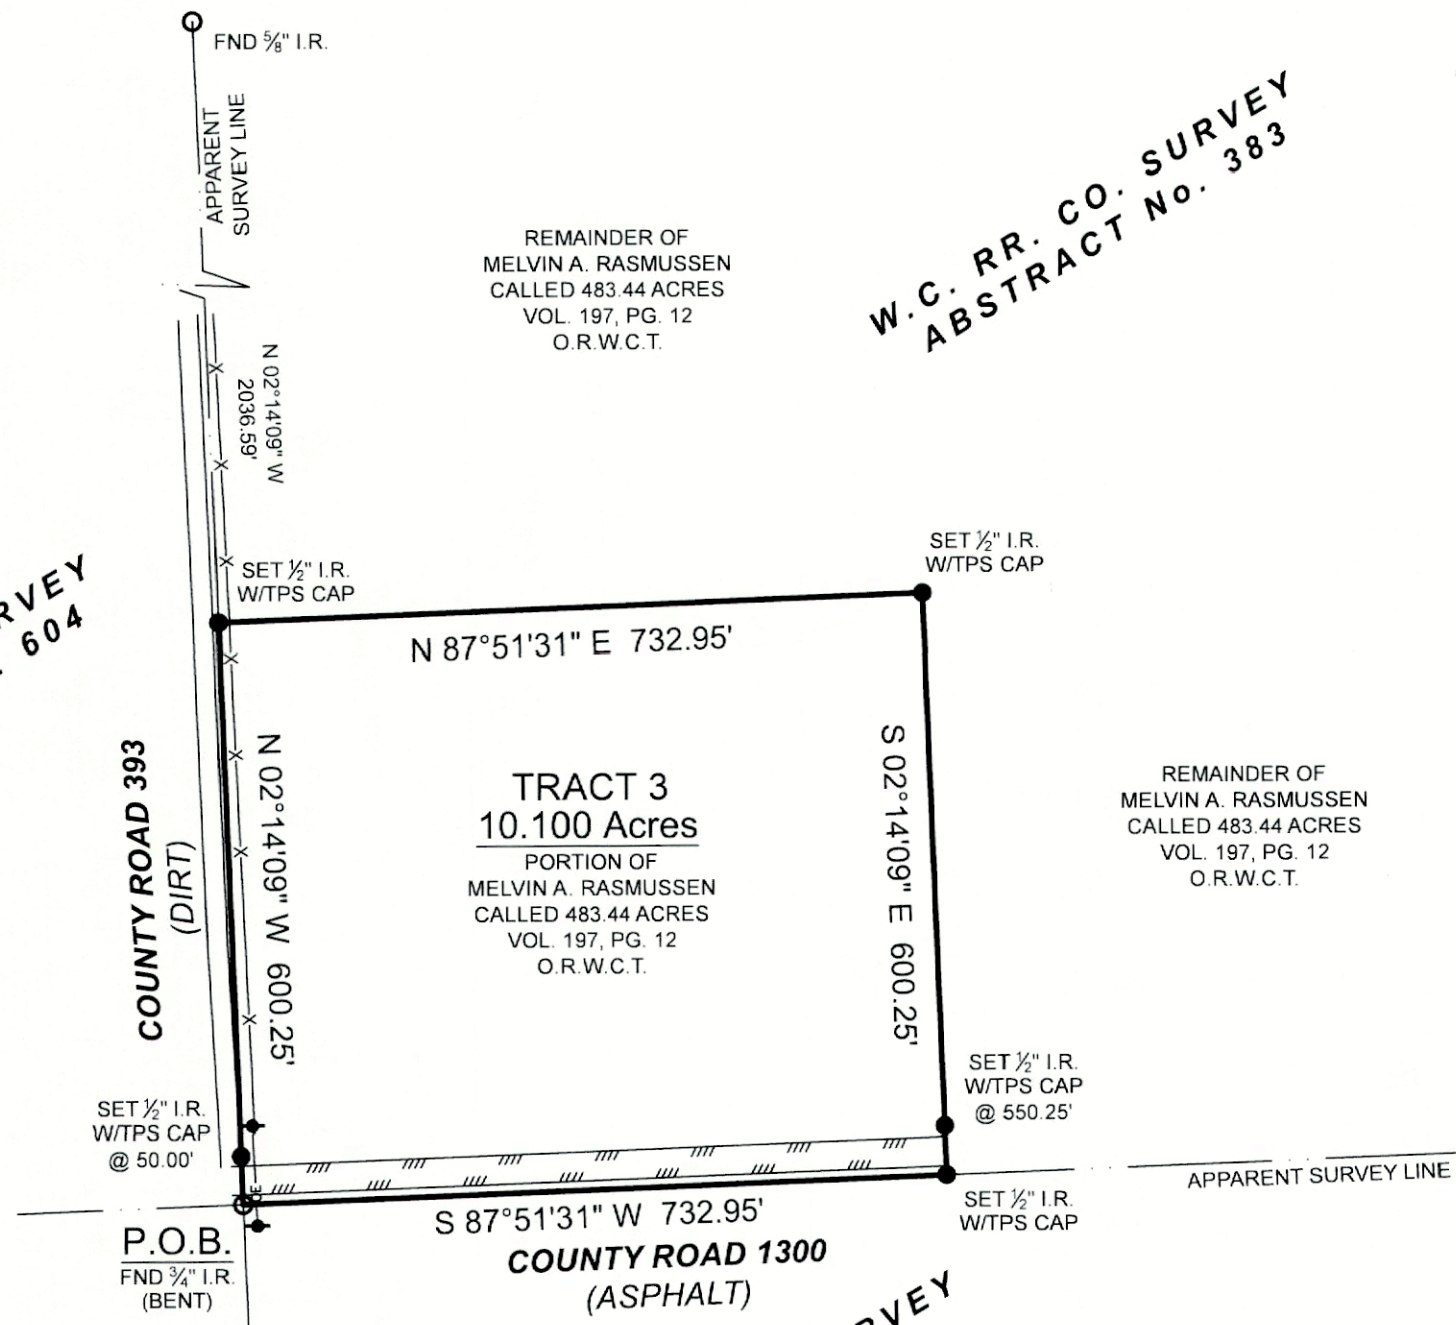 FND ⅝" I.R.
APPARENT
SURVEY LINE
W.C. RR. CO. SURVEY
ABSTRACT No. 383
REMAINDER OF
MELVIN A. RASMUSSEN
CALLED 483.44 ACRES
VOL. 197, PG. 12
O.R.W.C.T.
N 02°14'09" W
2036.59'
SET ½" I.R.
W/TPS CAP
SET ½" I.R.
W/TPS CAP
604
N 87°51'31" E 732.95'
COUNTY ROAD 393
(DIRT)
N 02°14'09" W 600.25'
TRACT 3
10.100 Acres
PORTION OF
MELVIN A. RASMUSSEN
CALLED 483.44 ACRES
VOL. 197, PG. 12
O.R.W.C.T.
S 02°14'09" E 600.25'
REMAINDER OF
MELVIN A. RASMUSSEN
CALLED 483.44 ACRES
VOL. 197, PG. 12
O.R.W.C.T.
SET ½" I.R.
W/TPS CAP
@ 550.25'
SET ½" I.R.
W/TPS CAP
@ 50.00'
APPARENT SURVEY LINE
SET ½" I.R.
W/TPS CAP
S 87°51'31" W 732.95'
COUNTY ROAD 1300
(ASPHALT)
P.O.B.
FND ¾" I.R.
(BENT)